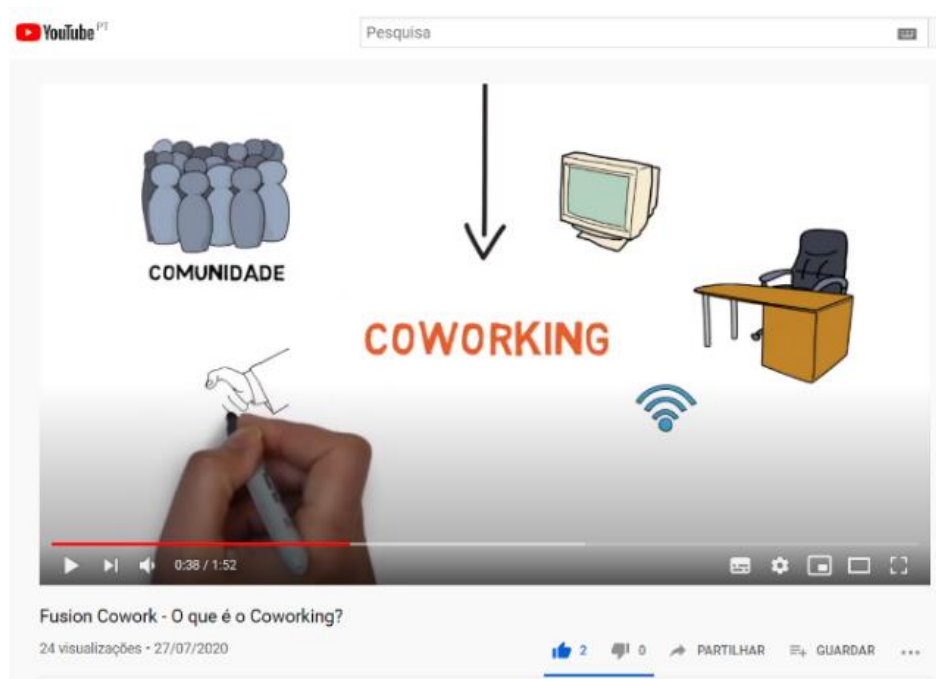 YouTube PT
Pesquisa
COMUNIDADE
COWORKING
0:38 / 1:52
Fusion Cowork - O que é o Coworking?
24 visualizações • 27/07/2020
2 0 PARTILHAR GUARDAR